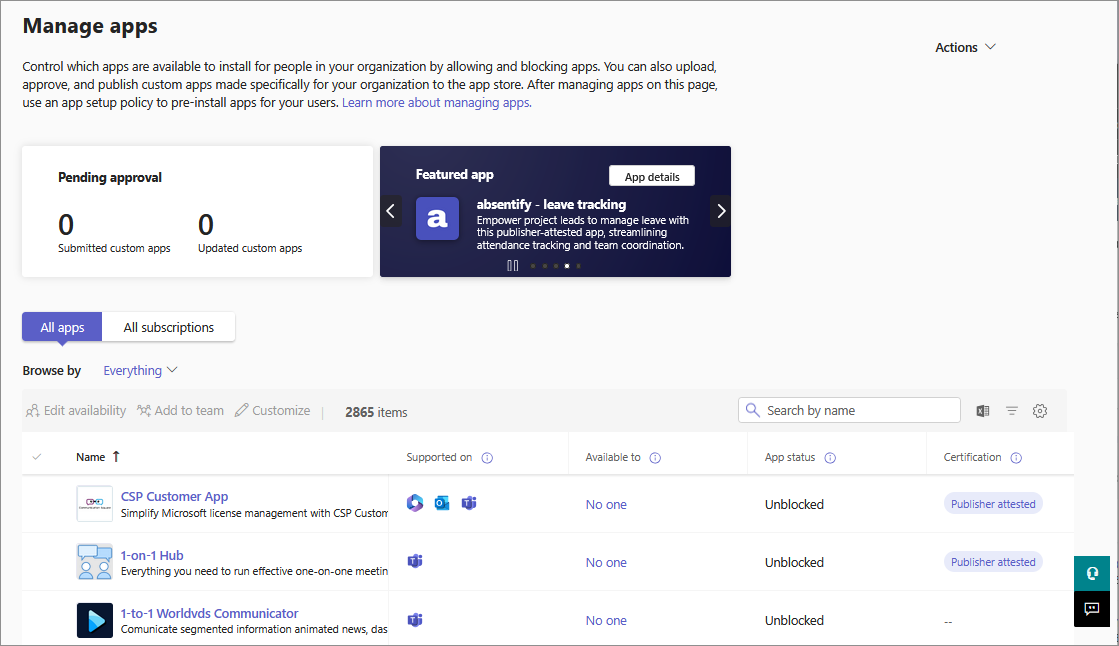 Manage apps
Actions
Control which apps are available to install for people in your organization by allowing and blocking apps. You can also upload,
approve, and publish custom apps made specifically for your organization to the app store. After managing apps on this page,
use an app setup policy to pre-install apps for your users. Learn more about managing apps.
Pending approval
0
Submitted custom apps
0
Updated custom apps
Featured app
App details
a
absentify - leave tracking
Empower project leads to manage leave with
this publisher-attested app, streamlining
attendance tracking and team coordination.
All apps
All subscriptions
Browse by
Everything
Edit availability
Add to team
Customize
2865 items
Search by name
Name ↑
Supported on
Available to
App status
Certification
CSP Customer App
Simplify Microsoft license management with CSP Custom
No one
Unblocked
Publisher attested
1-on-1 Hub
Everything you need to run effective one-on-one meetin
No one
Unblocked
Publisher attested
1-to-1 Worldvds Communicator
Comunicate segmented information animated news, das
No one
Unblocked
--